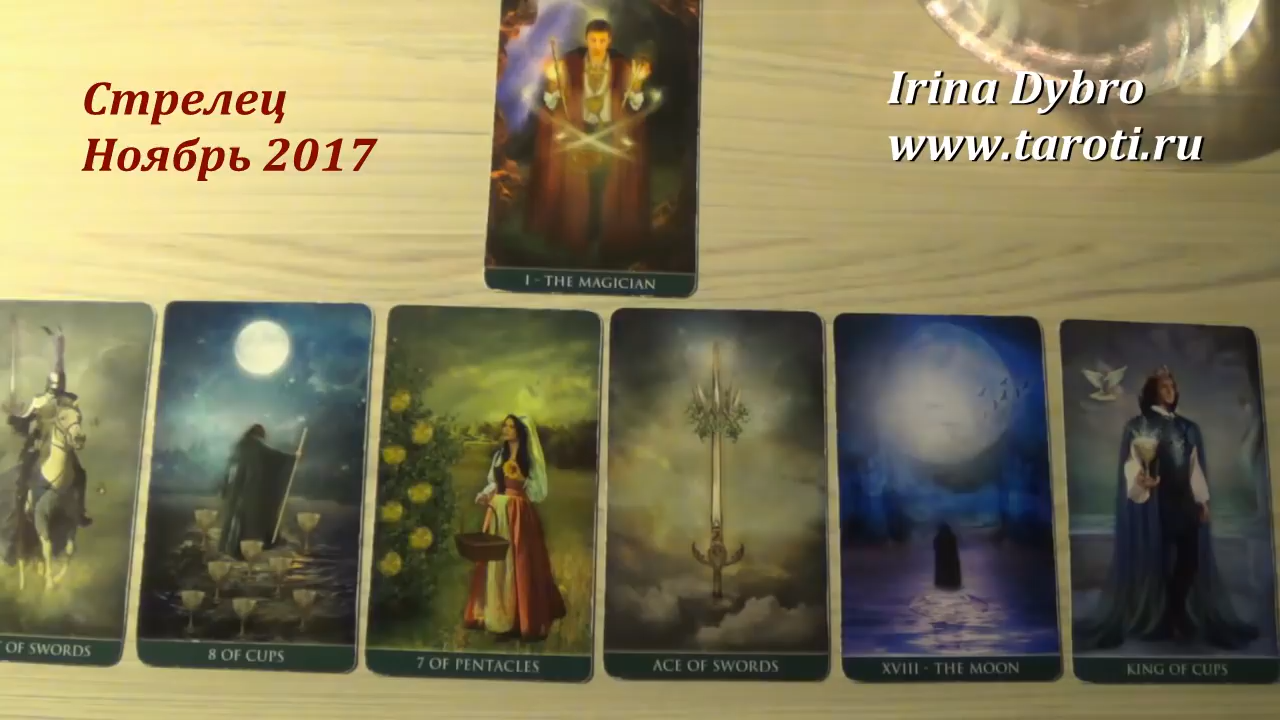 Стрелец
Ноябрь 2017
Irina Dybro
www.taroti.ru
I - THE MAGICIAN
OF SWORDS
8 OF CUPS
7 OF PENTACLES
ACE OF SWORDS
XVIII - THE MOON
KING OF CUPS